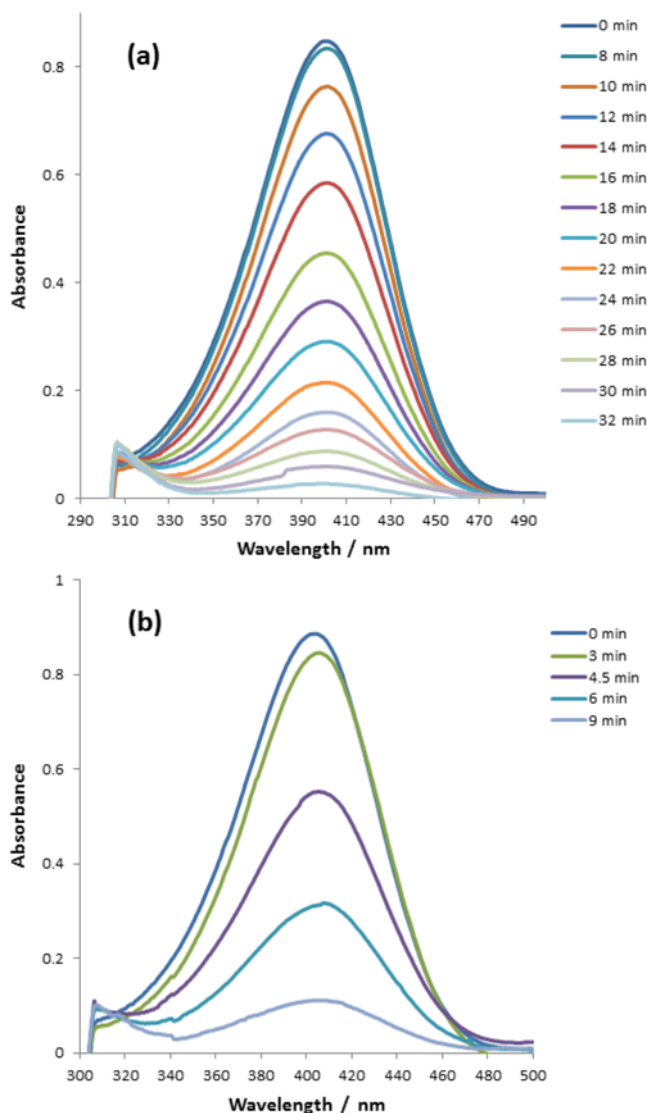 (a)
Absorbance
0.8
0.6
0.4
0.2
0
290 310 330 350 370 390 410 430 450 470 490
Wavelength / nm
0 min
8 min
10 min
12 min
14 min
16 min
18 min
20 min
22 min
24 min
26 min
28 min
30 min
32 min
(b)
Absorbance
1
0.8
0.6
0.4
0.2
0
300 320 340 360 380 400 420 440 460 480 500
Wavelength / nm
0 min
3 min
4.5 min
6 min
9 min